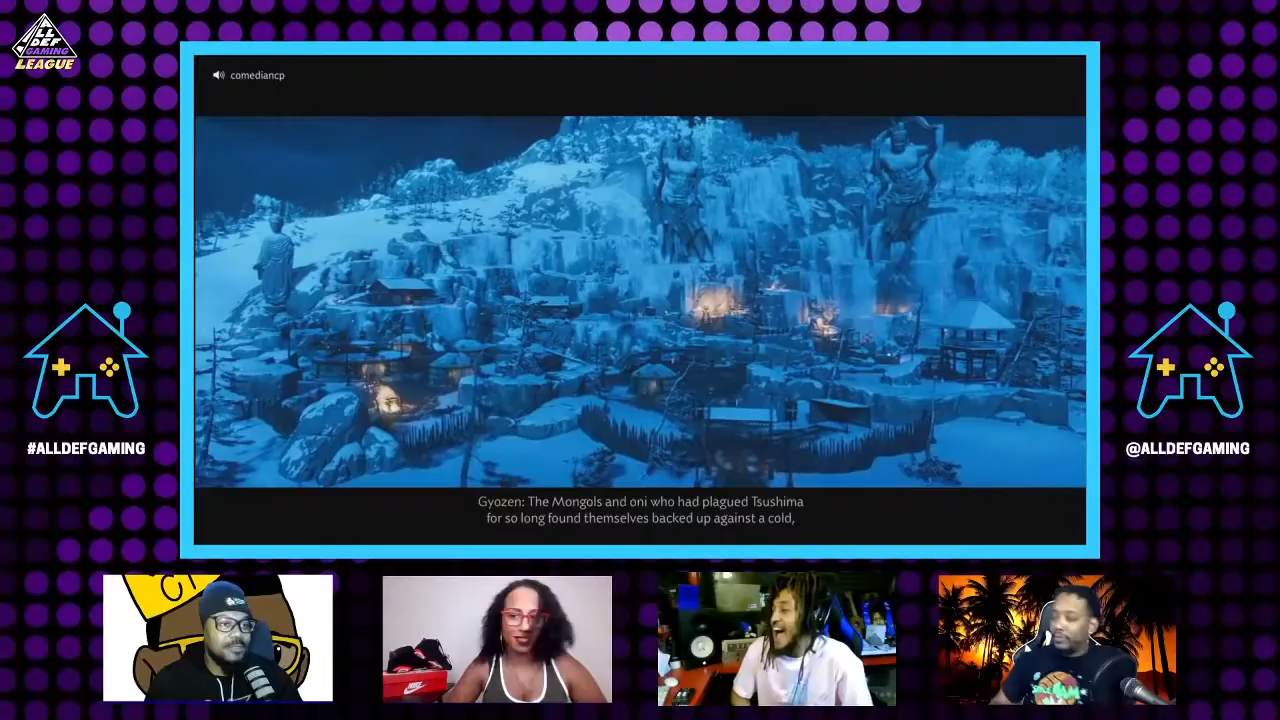 ALL
DEF
GAMING
LEAGUE
comediancp
Gyozen: The Mongols and oni who had plagued Tsushima
for so long found themselves backed up against a cold,
#ALLDEFGAMING
@ALLDEFGAMING
CT